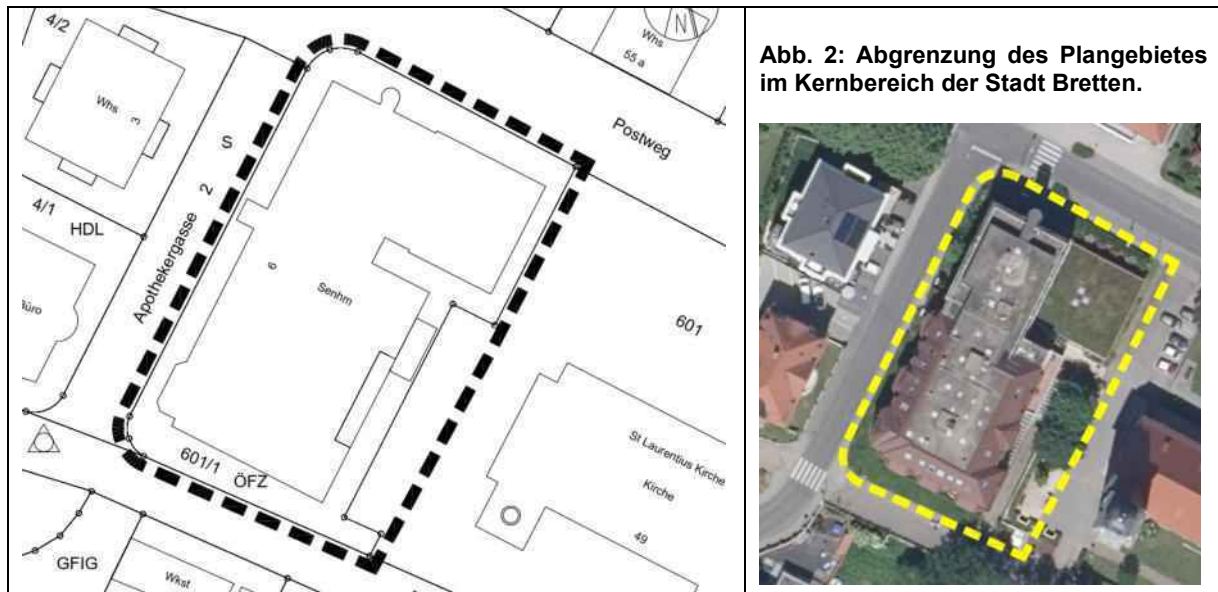 4/2
Whs
3
S
2
4/1
HDL
Büro
Apothekergasse
6
Senhm
N
Whs
55 a
Postweg
601
St Laurentius Kirche
Kirche
49
601/1
ÖFZ
GFIG
Wkst
Abb. 2: Abgrenzung des Plangebietes
im Kernbereich der Stadt Bretten.